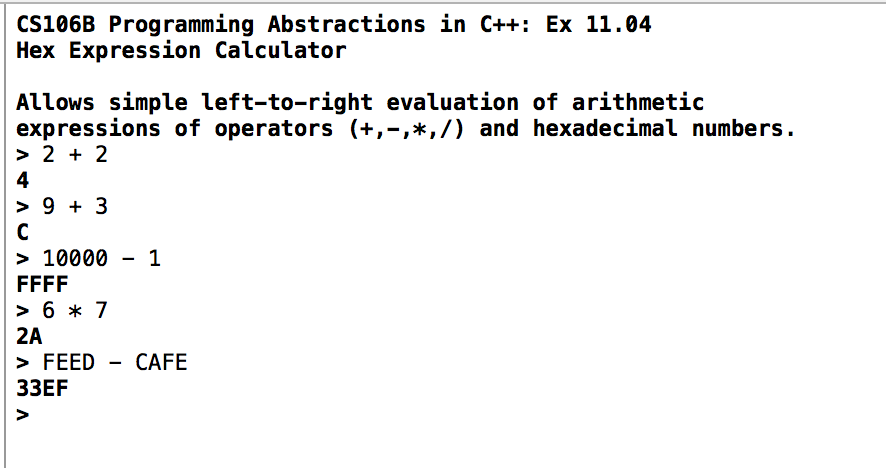 CS106B Programming Abstractions in C++: Ex 11.04
Hex Expression Calculator
Allows simple left-to-right evaluation of arithmetic
expressions of operators (+,-,*,/) and hexadecimal numbers.
> 2 + 2
4
> 9 + 3
C
> 10000 - 1
FFFF
> 6 * 7
2A
> FEED - CAFE
33EF
>